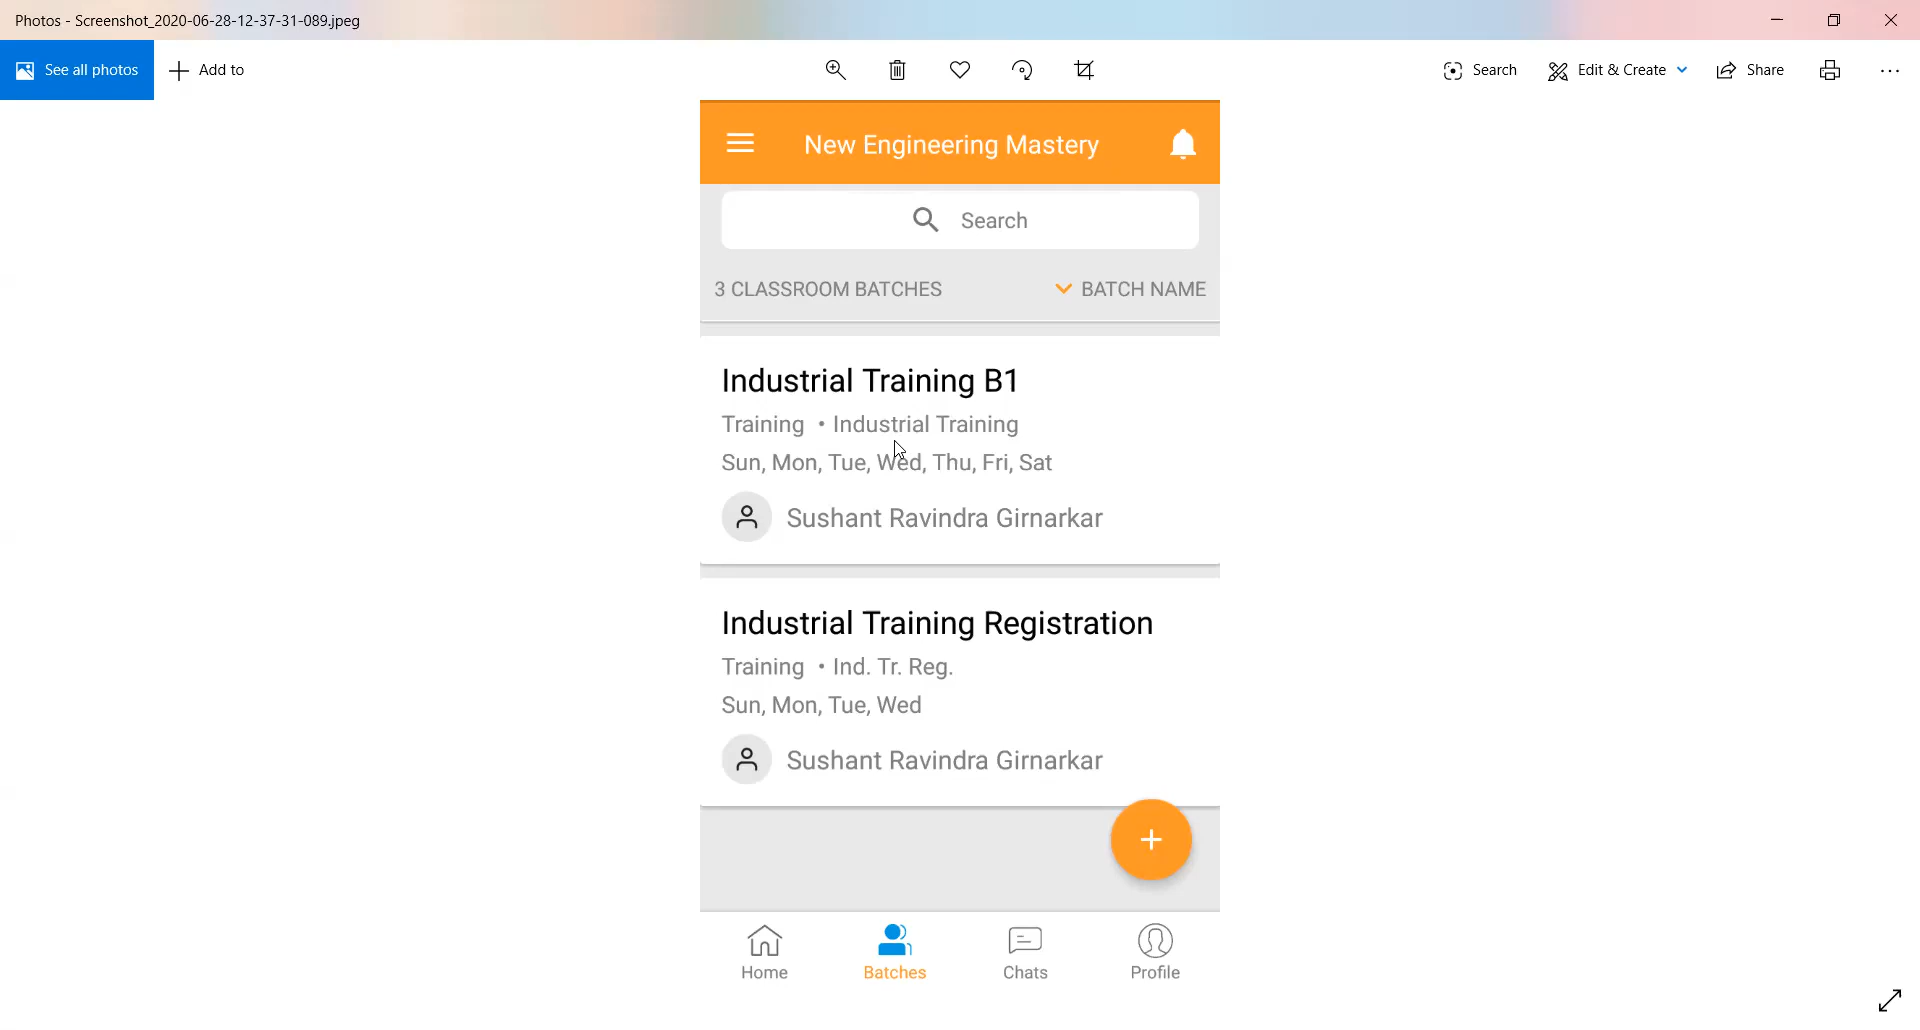 Photos - Screenshot_2020-06-28-12-37-31-089.jpeg
See all photos
Add to
Search
Edit & Create
Share
New Engineering Mastery
Search
3 CLASSROOM BATCHES
BATCH NAME
Industrial Training B1
Training • Industrial Training
Sun, Mon, Tue, Wed, Thu, Fri, Sat
Sushant Ravindra Girnarkar
Industrial Training Registration
Training • Ind. Tr. Reg.
Sun, Mon, Tue, Wed
Sushant Ravindra Girnarkar
Home
Batches
Chats
Profile